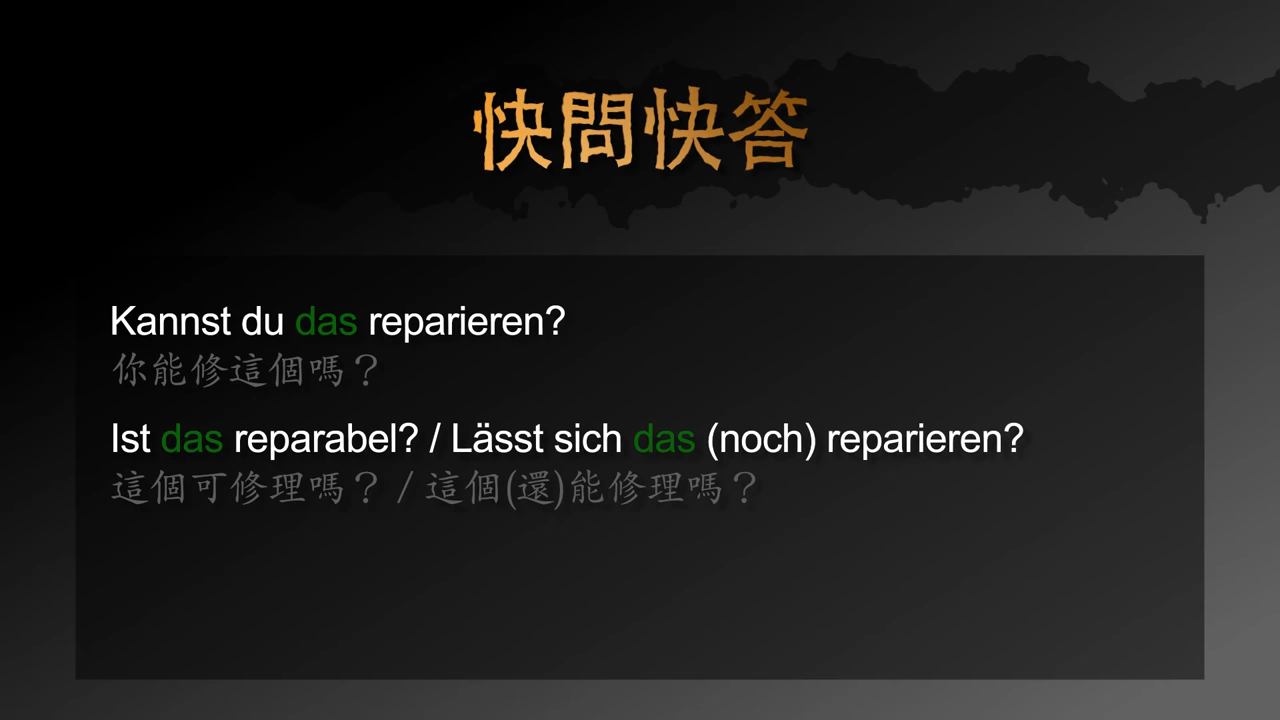 快問快答
Kannst du das reparieren?
你能修這個嗎？
Ist das reparabel? / Lässt sich das (noch) reparieren?
這個可修理嗎？ / 這個(還)能修理嗎？